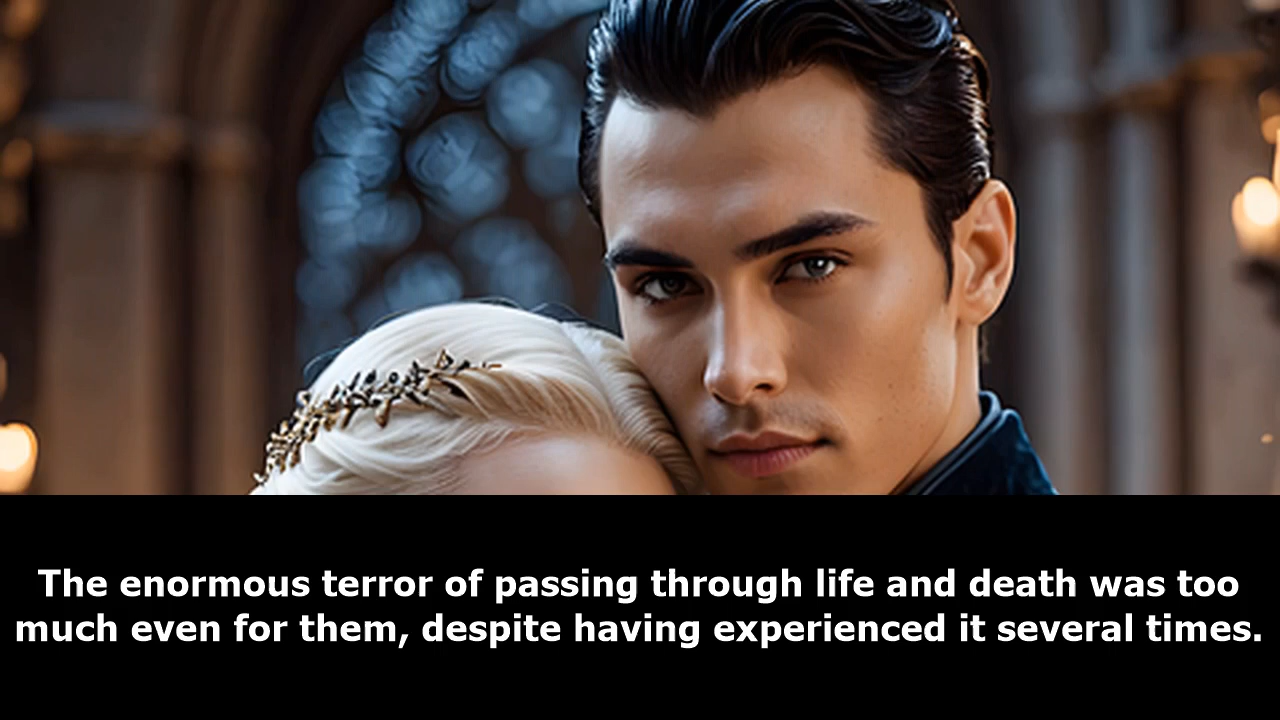 The enormous terror of passing through life and death was too
much even for them, despite having experienced it several times.